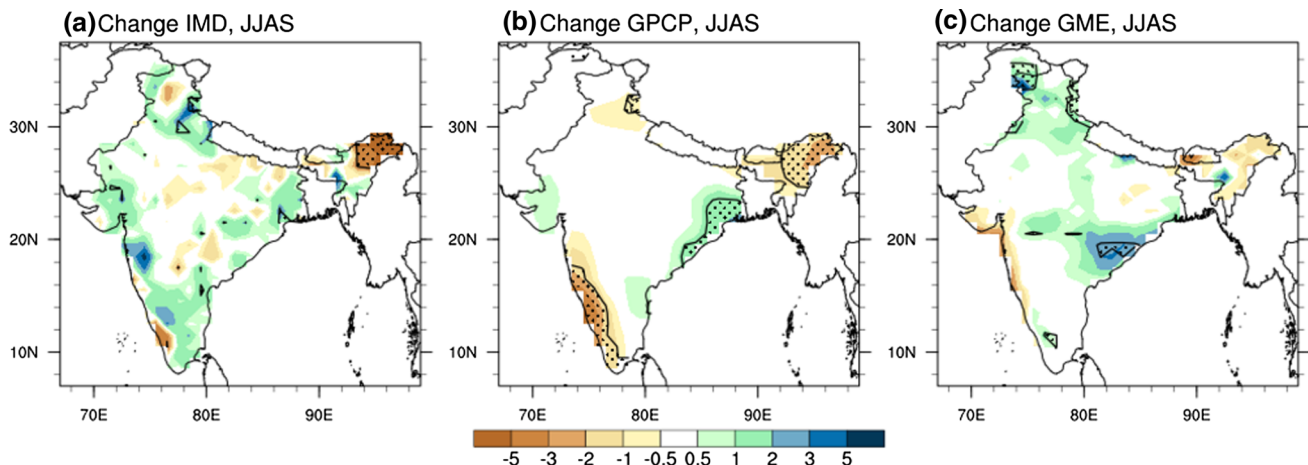 (a) Change IMD, JJAS
(b) Change GPCP, JJAS
(c) Change GME, JJAS
30N 30N 30N
20N 20N 20N
10N 10N 10N
70E 80E 90E 70E 80E 90E 70E 80E 90E
-5 -3 -2 -1 -0.5 0.5 1 2 3 5